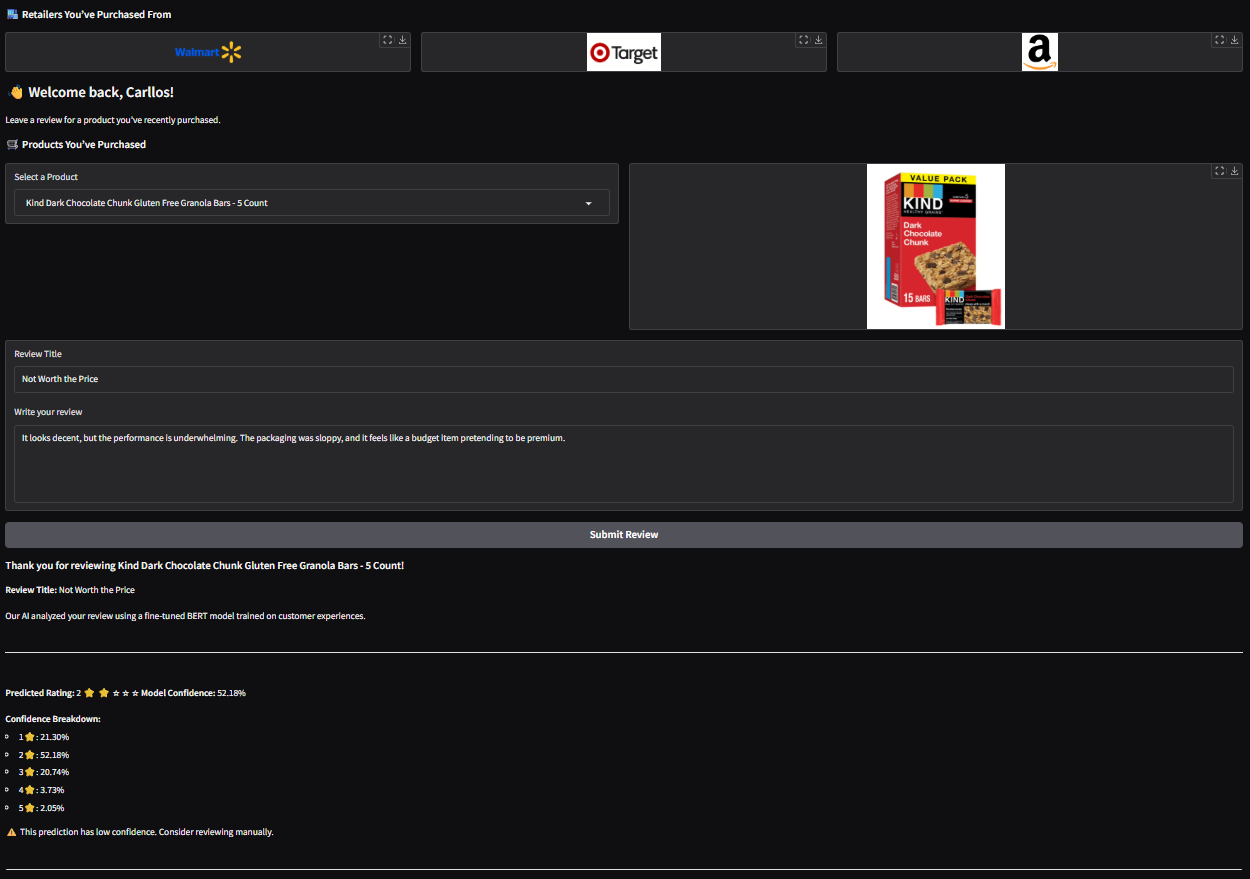 Retailers You've Purchased From
Walmart
Target
a
👋 Welcome back, Carllos!
Leave a review for a product you've recently purchased.
🛒 Products You've Purchased
Select a Product
Kind Dark Chocolate Chunk Gluten Free Granola Bars - 5 Count
VALUE PACK
KIND
HEALTHY GRAINS
Dark
Chocolate
Chunk
15 BARS
KIND
Review Title
Not Worth the Price
Write your review
It looks decent, but the performance is underwhelming. The packaging was sloppy, and it feels like a budget item pretending to be premium.
Submit Review
Thank you for reviewing Kind Dark Chocolate Chunk Gluten Free Granola Bars - 5 Count!
Review Title: Not Worth the Price
Our AI analyzed your review using a fine-tuned BERT model trained on customer experiences.
Predicted Rating: 2 ⭐ ⭐ ☆ ☆ ☆ Model Confidence: 52.18%
Confidence Breakdown:
1 ⭐: 21.30%
2 ⭐: 52.18%
3 ⭐: 20.74%
4 ⭐: 3.73%
5 ⭐: 2.05%
⚠️ This prediction has low confidence. Consider reviewing manually.